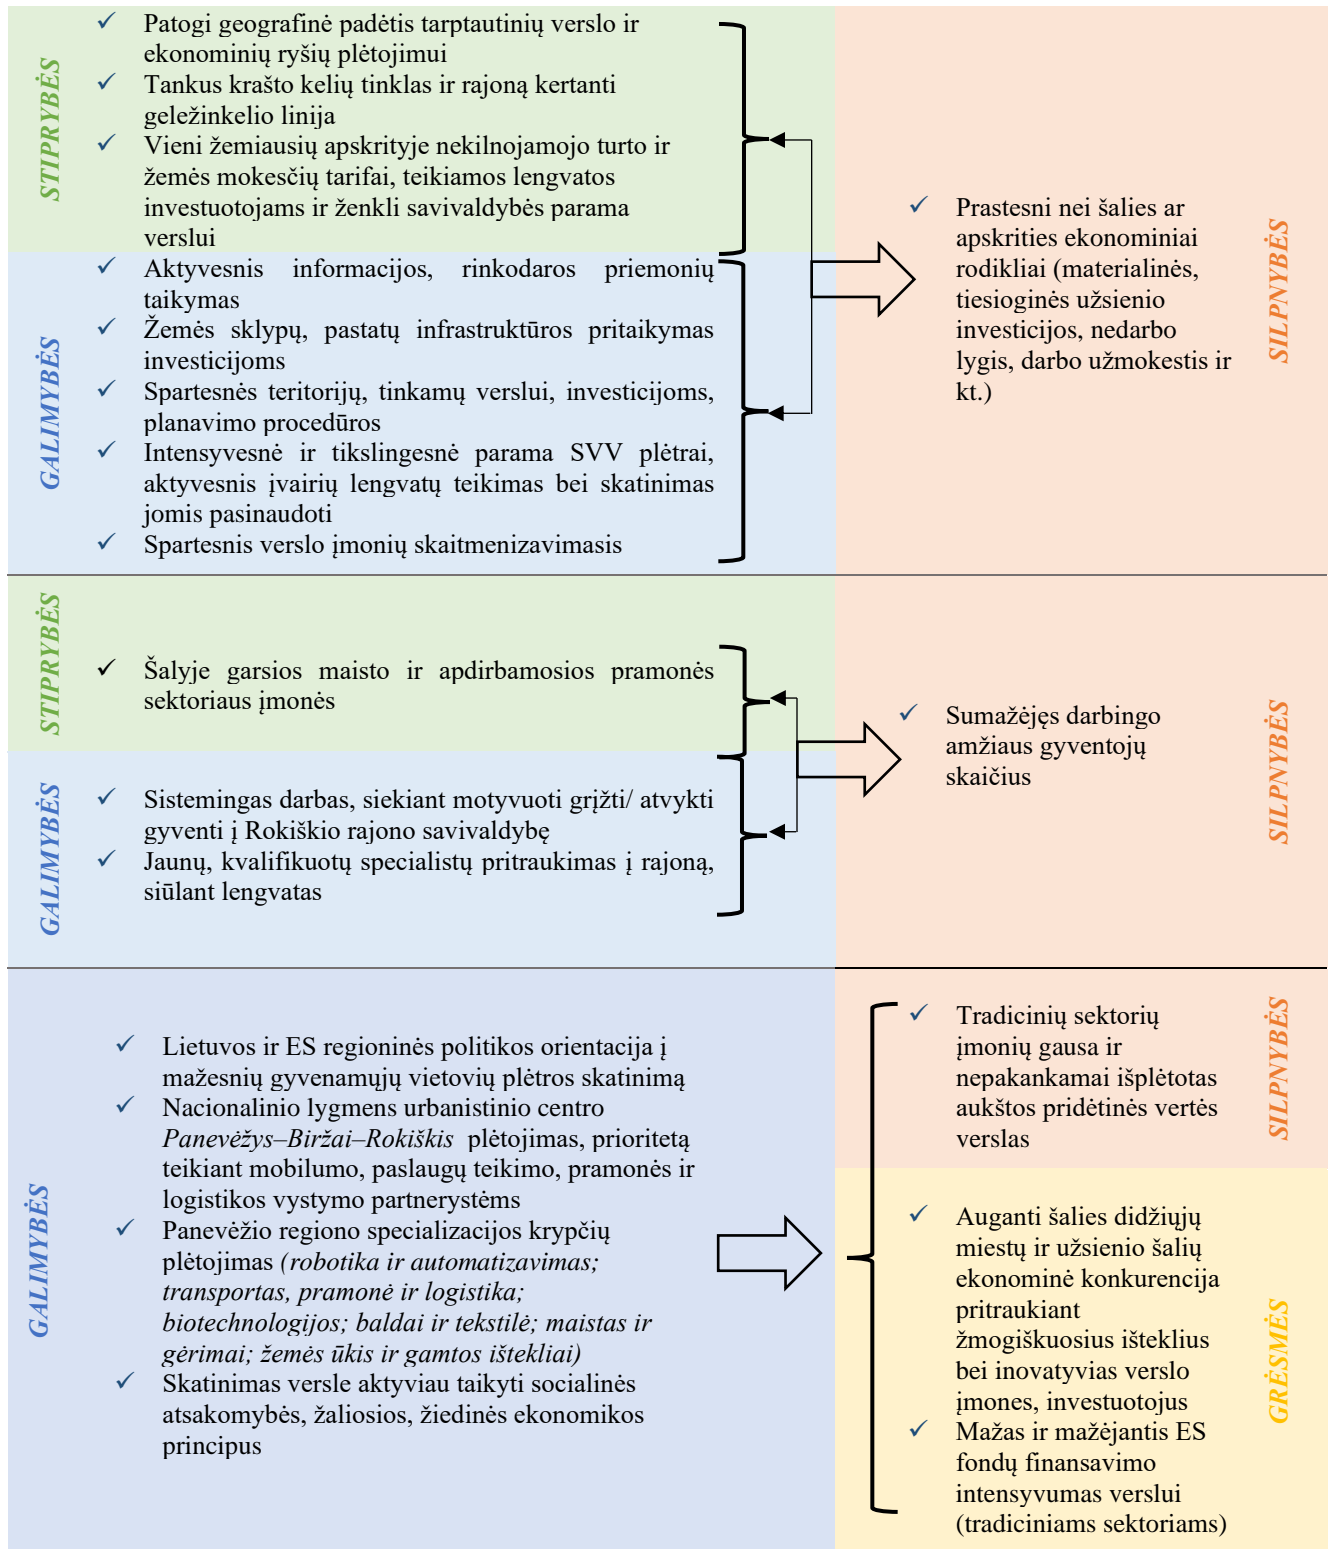 STIPRYBĖS
✓ Patogi geografinė padėtis tarptautinių verslo ir
ekonominių ryšių plėtojimui
✓ Tankus krašto kelių tinklas ir rajoną kertanti
geležinkelio linija
✓ Vieni žemiausių apskrityje nekilnojamojo turto ir
žemės mokesčių tarifai, teikiamos lengvatos
investuotojams ir ženkli savivaldybės parama
verslui
GALIMYBĖS
✓ Aktyvesnis informacijos, rinkodaros priemonių
taikymas
✓ Žemės sklypų, pastatų infrastruktūros pritaikymas
investicijoms
✓ Spartesnės teritorijų, tinkamų verslui, investicijoms,
planavimo procedūros
✓ Intensyvesnė ir tikslingesnė parama SVV plėtrai,
aktyvesnis įvairių lengvatų teikimas bei skatinimas
jomis pasinaudoti
✓ Spartesnis verslo įmonių skaitmenizavimasis
✓ Prastesni nei šalies ar
apskrities ekonominiai
rodikliai (materialinės,
tiesioginės užsienio
investicijos, nedarbo
lygis, darbo užmokestis ir
kt.)
SILPNYBĖS
STIPRYBĖS
✓ Šalyje garsios maisto ir apdirbamosios pramonės
sektoriaus įmonės
GALIMYBĖS
✓ Sistemingas darbas, siekiant motyvuoti grįžti/ atvykti
gyventi į Rokiškio rajono savivaldybę
✓ Jaunų, kvalifikuotų specialistų pritraukimas į rajoną,
siūlant lengvatas
✓ Sumažėjęs darbingo
amžiaus gyventojų
skaičius
SILPNYBĖS
GALIMYBĖS
✓ Lietuvos ir ES regioninės politikos orientacija į
mažesnių gyvenamųjų vietovių plėtros skatinimą
✓ Nacionalinio lygmens urbanistinio centro
Panevėžys–Biržai–Rokiškis plėtojimas, prioritetą
teikiant mobilumo, paslaugų teikimo, pramonės ir
logistikos vystymo partnerystėms
✓ Panevėžio regiono specializacijos krypčių
plėtojimas (robotika ir automatizavimas;
transportas, pramonė ir logistika;
biotechnologijos; baldai ir tekstilė; maistas ir
gėrimai; žemės ūkis ir gamtos ištekliai)
✓ Skatinimas versle aktyviau taikyti socialinės
atsakomybės, žaliosios, žiedinės ekonomikos
principus
✓ Tradicinių sektorių
įmonių gausa ir
nepakankamai išplėtotas
aukštos pridėtinės vertės
verslas
SILPNYBĖS
✓ Auganti šalies didžiųjų
miestų ir užsienio šalių
ekonominė konkurencija
pritraukiant
žmogiškuosius išteklius
bei inovatyvias verslo
įmones, investuotojus
✓ Mažas ir mažėjantis ES
fondų finansavimo
intensyvumas verslui
(tradiciniams sektoriams)
GRĖSMĖS